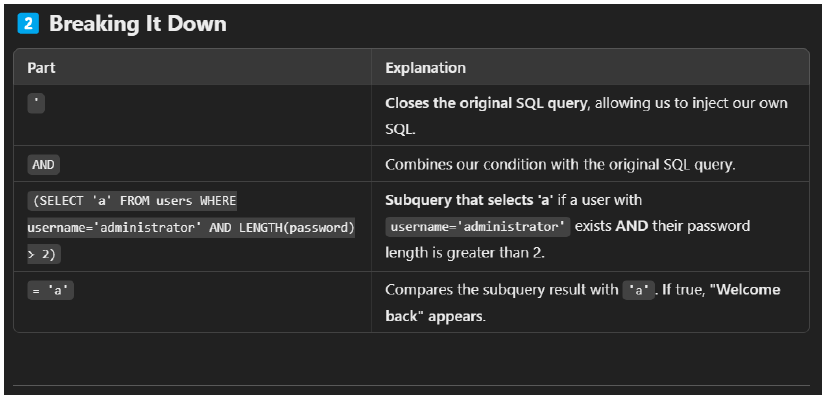 2 Breaking It Down
Part
Explanation
'
Closes the original SQL query, allowing us to inject our own
SQL.
AND
Combines our condition with the original SQL query.
(SELECT 'a' FROM users WHERE
username='administrator' AND LENGTH(password)
> 2)
Subquery that selects 'a' if a user with
username='administrator' exists AND their password
length is greater than 2.
= 'a'
Compares the subquery result with 'a'. If true, "Welcome
back" appears.